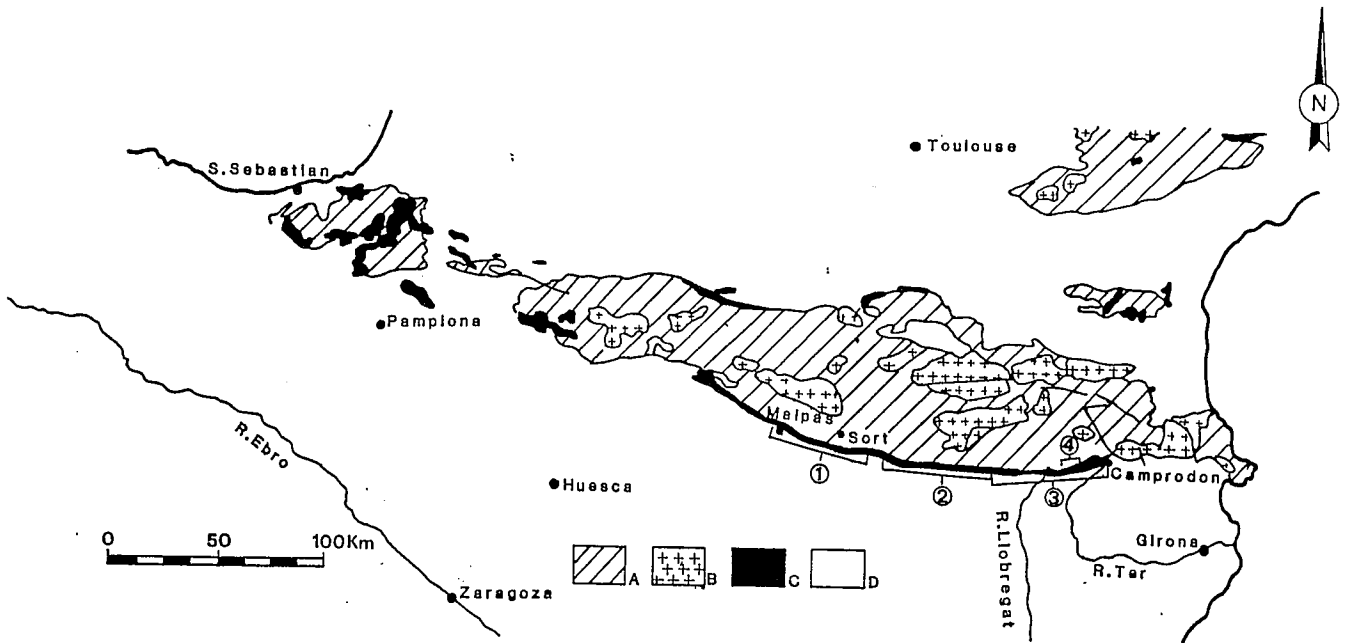 N
Toulouse
S.Sebastian
Pamplona
Malpas
Sort
④
R.Ebro
①
②
③
Camprodon
Huesca
R.Llobregat
Girona
0 50 100Km
A
B
C
D
R.Ter
Zaragoza